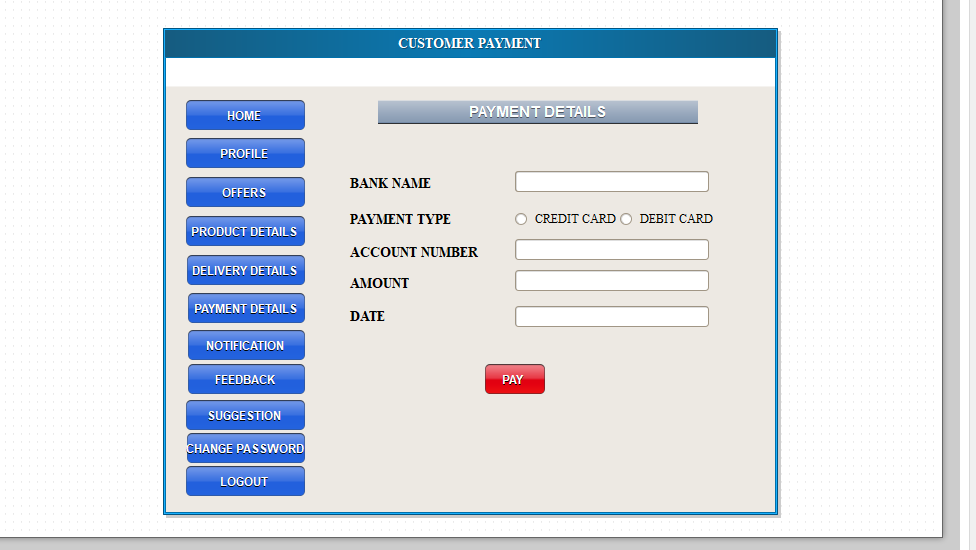 CUSTOMER PAYMENT
HOME
PROFILE
OFFERS
PRODUCT DETAILS
DELIVERY DETAILS
PAYMENT DETAILS
NOTIFICATION
FEEDBACK
SUGGESTION
CHANGE PASSWORD
LOGOUT
PAYMENT DETAILS
BANK NAME
PAYMENT TYPE CREDIT CARD DEBIT CARD
ACCOUNT NUMBER
AMOUNT
DATE
PAY